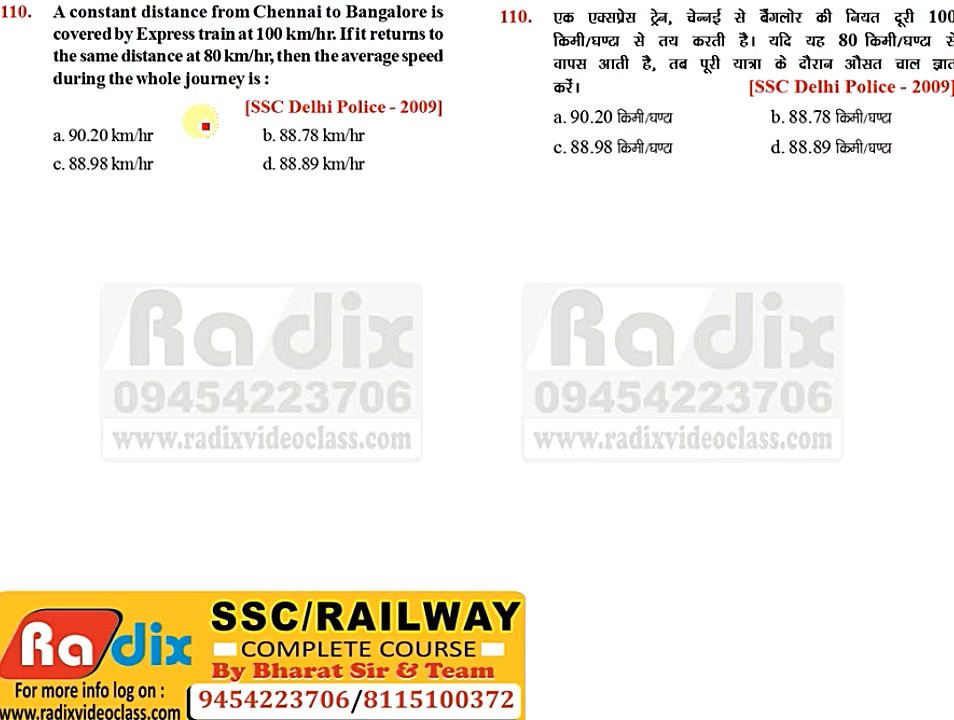 110. A constant distance from Chennai to Bangalore is
covered by Express train at 100 km/hr. If it returns to
the same distance at 80 km/hr, then the average speed
during the whole journey is :
[SSC Delhi Police - 2009]
a. 90.20 km/hr b. 88.78 km/hr
c. 88.98 km/hr d. 88.89 km/hr
110. एक एक्सप्रेस ट्रेन, चेन्नई से बैंगलोर की नियत दूरी 100
किमी/घण्टा से तय करती है। यदि यह 80 किमी/घण्टा से
वापस आती है, तब पूरी यात्रा के दौरान औसत चाल ज्ञात
करें। [SSC Delhi Police - 2009]
a. 90.20 किमी/घण्टा b. 88.78 किमी/घण्टा
c. 88.98 किमी/घण्टा d. 88.89 किमी/घण्टा
Radix
09454223706
www.radixvideoclass.com
Radix
09454223706
www.radixvideoclass.com
Radix
For more info log on :
www.radixvideoclass.com
SSC/RAILWAY
COMPLETE COURSE
By Bharat Sir & Team
9454223706/8115100372